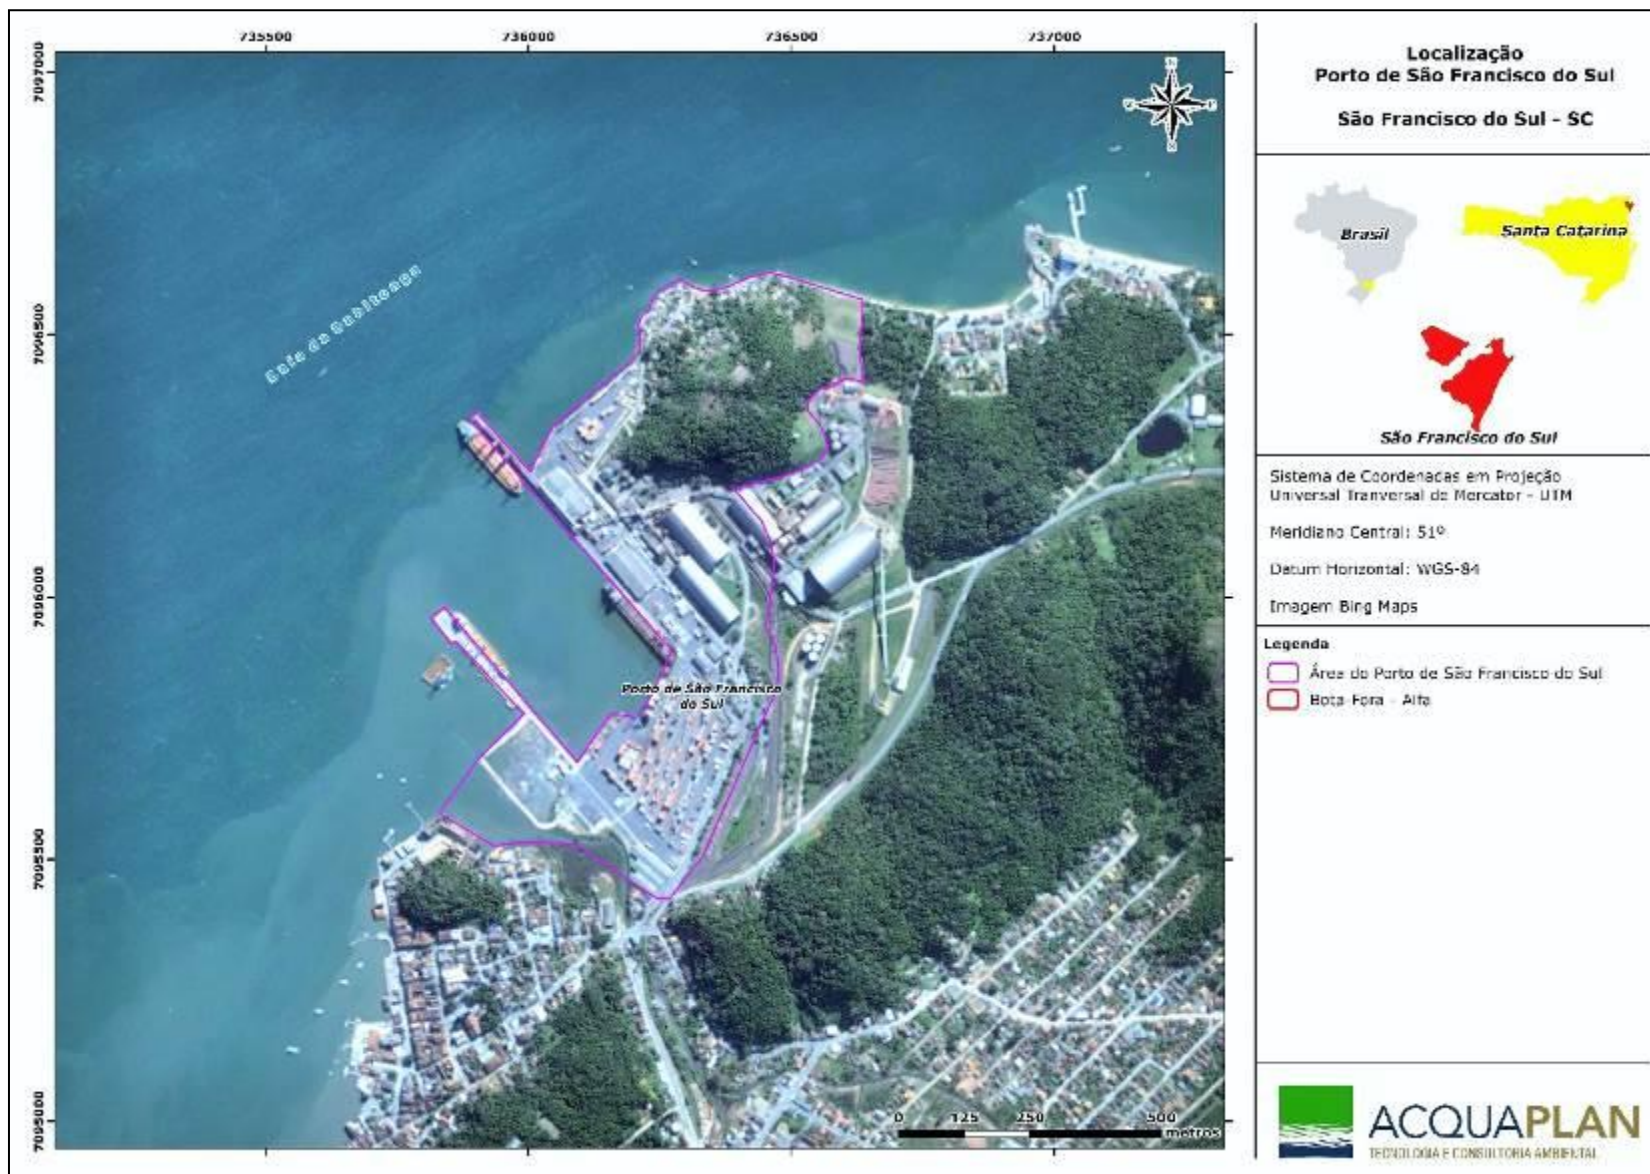 735500
736000
736500
737000
7097000
7096500
7096000
7095500
7095000
Baía da Babitonga
Porto de São Francisco
do Sul
0 125 250 500
metros
Localização
Porto de São Francisco do Sul
São Francisco do Sul - SC
Brasil
Santa Catarina
São Francisco do Sul
Sistema de Coordenacas em Projeção
Universal Tranversal de Mercator - UTM
Meridiano Central: 51º
Datum Horizontal: WGS-84
Imagem Bing Maps
Legenda
Área do Porto de São Francisco do Sul
Bota-Fora - Alfa
ACQUAPLAN
TECNOLOGIA E CONSULTORIA AMBIENTAL